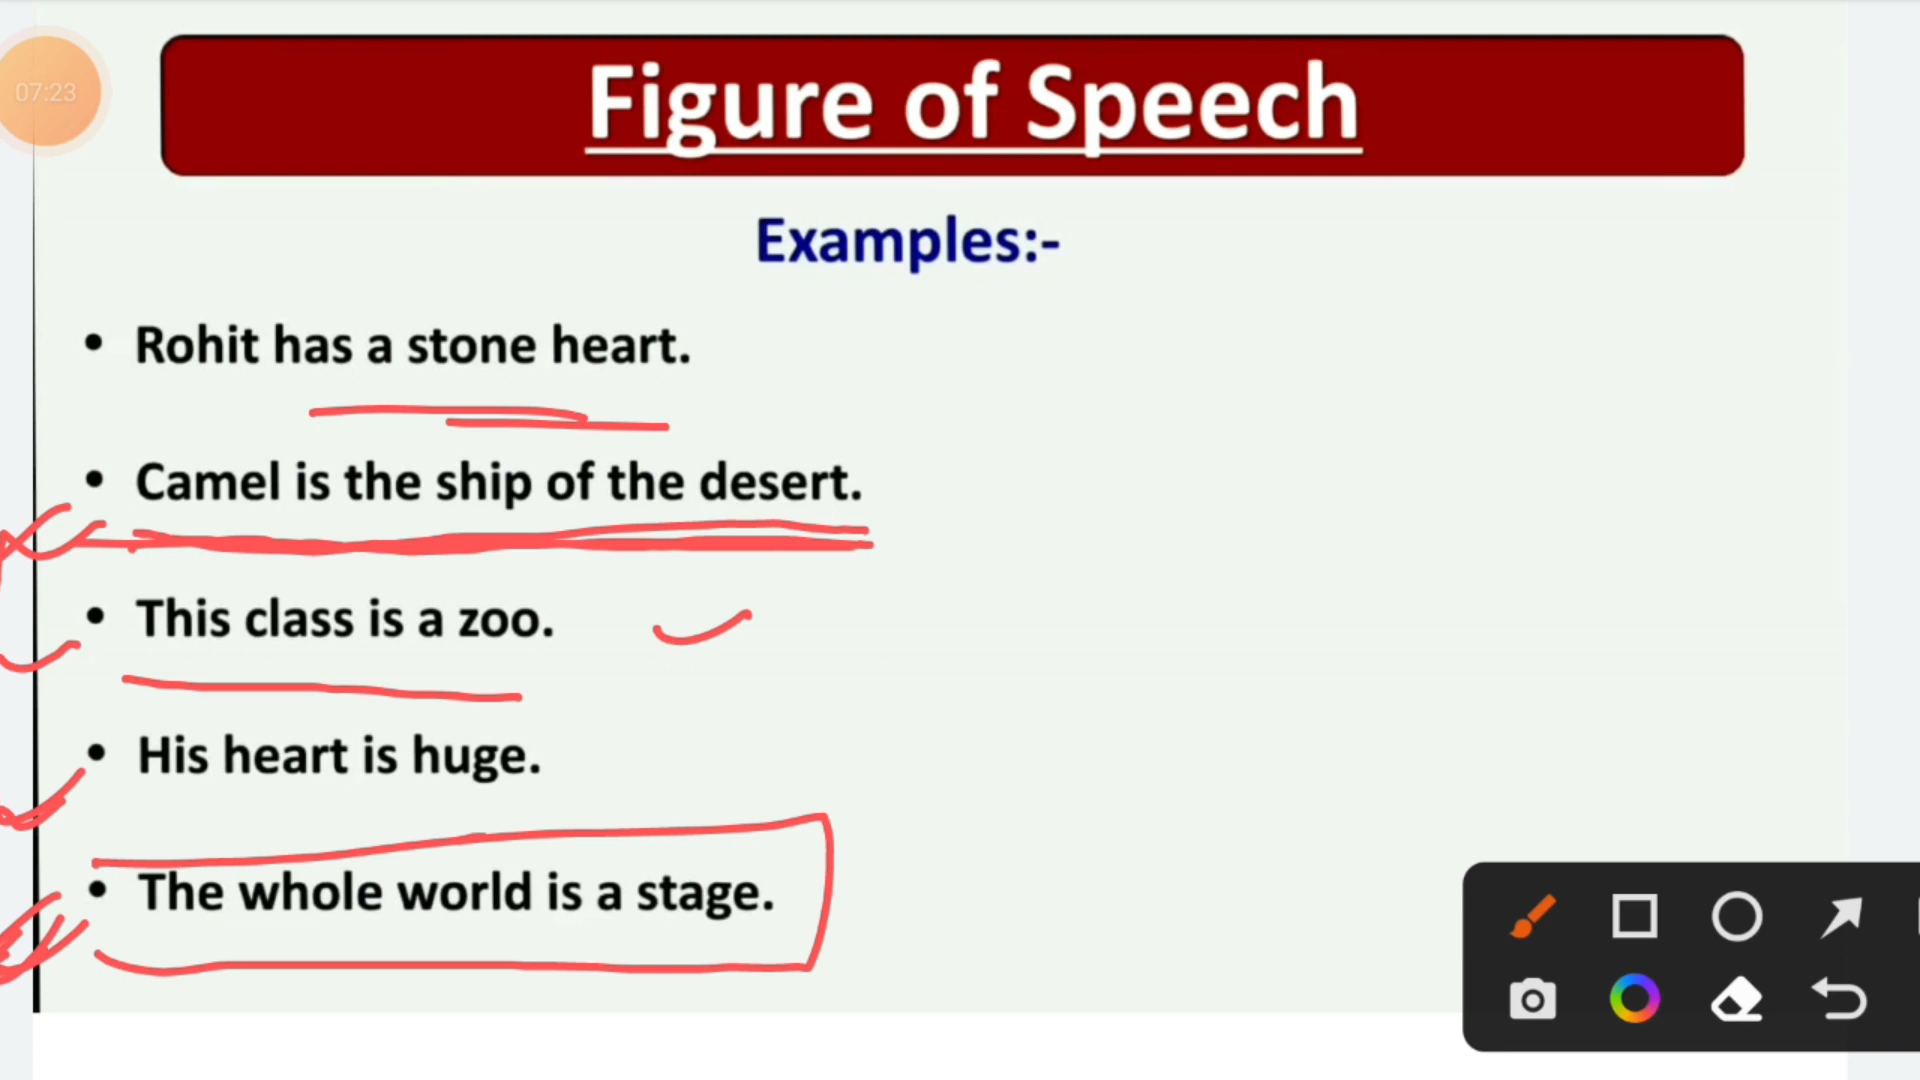 07:23
Figure of Speech
Examples:-
• Rohit has a stone heart.
• Camel is the ship of the desert.
• This class is a zoo.
• His heart is huge.
• The whole world is a stage.